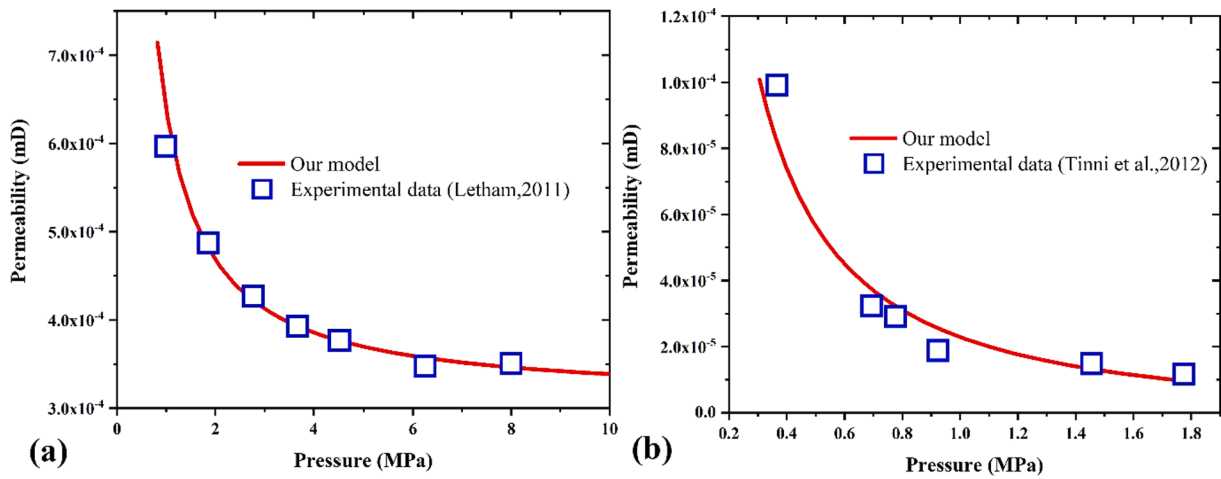 7.0x10⁻⁴
6.0x10⁻⁴
5.0x10⁻⁴
4.0x10⁻⁴
3.0x10⁻⁴
Permeability (mD)
Our model
Experimental data (Letham,2011)
0 2 4 6 8 10
Pressure (MPa)
(a)
1.2x10⁻⁴
1.0x10⁻⁴
8.0x10⁻⁵
6.0x10⁻⁵
4.0x10⁻⁵
2.0x10⁻⁵
0.0
Permeability (mD)
Our model
Experimental data (Tinni et al.,2012)
0.2 0.4 0.6 0.8 1.0 1.2 1.4 1.6 1.8
Pressure (MPa)
(b)